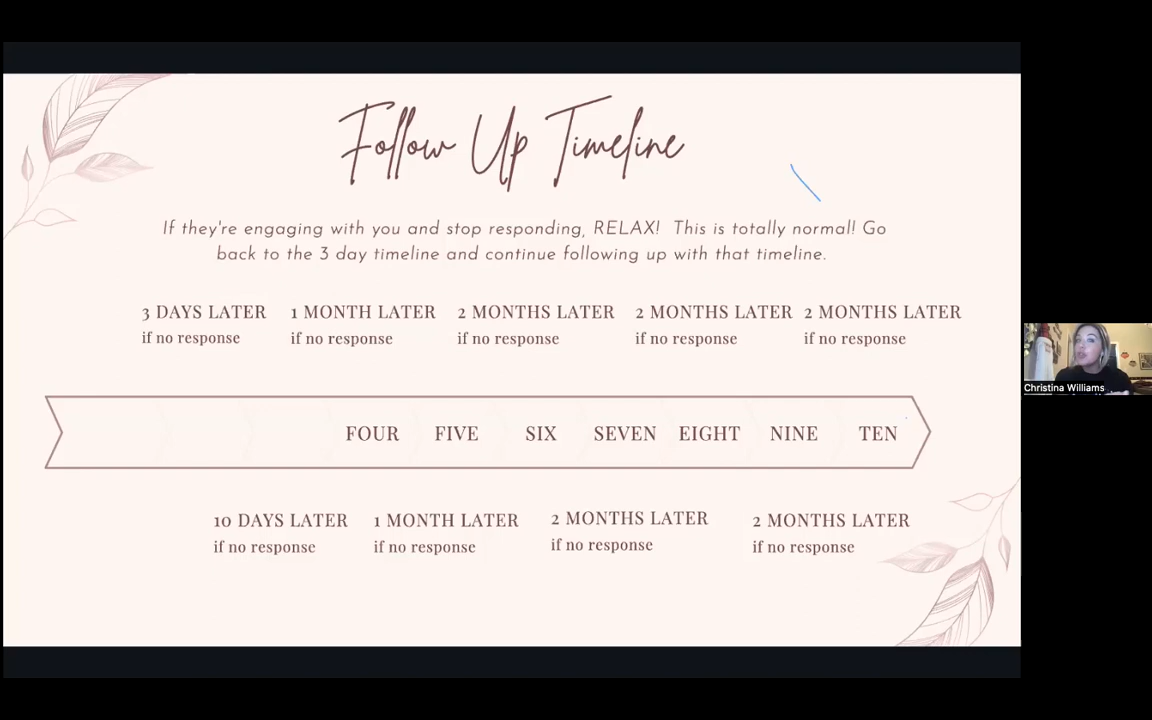 Follow Up Timeline
If they're engaging with you and stop responding, RELAX! This is totally normal! Go
back to the 3 day timeline and continue following up with that timeline.
3 DAYS LATER 1 MONTH LATER 2 MONTHS LATER 2 MONTHS LATER 2 MONTHS LATER
if no response if no response if no response if no response if no response
FOUR FIVE SIX SEVEN EIGHT NINE TEN
10 DAYS LATER 1 MONTH LATER 2 MONTHS LATER 2 MONTHS LATER
if no response if no response if no response if no response
Christina Williams